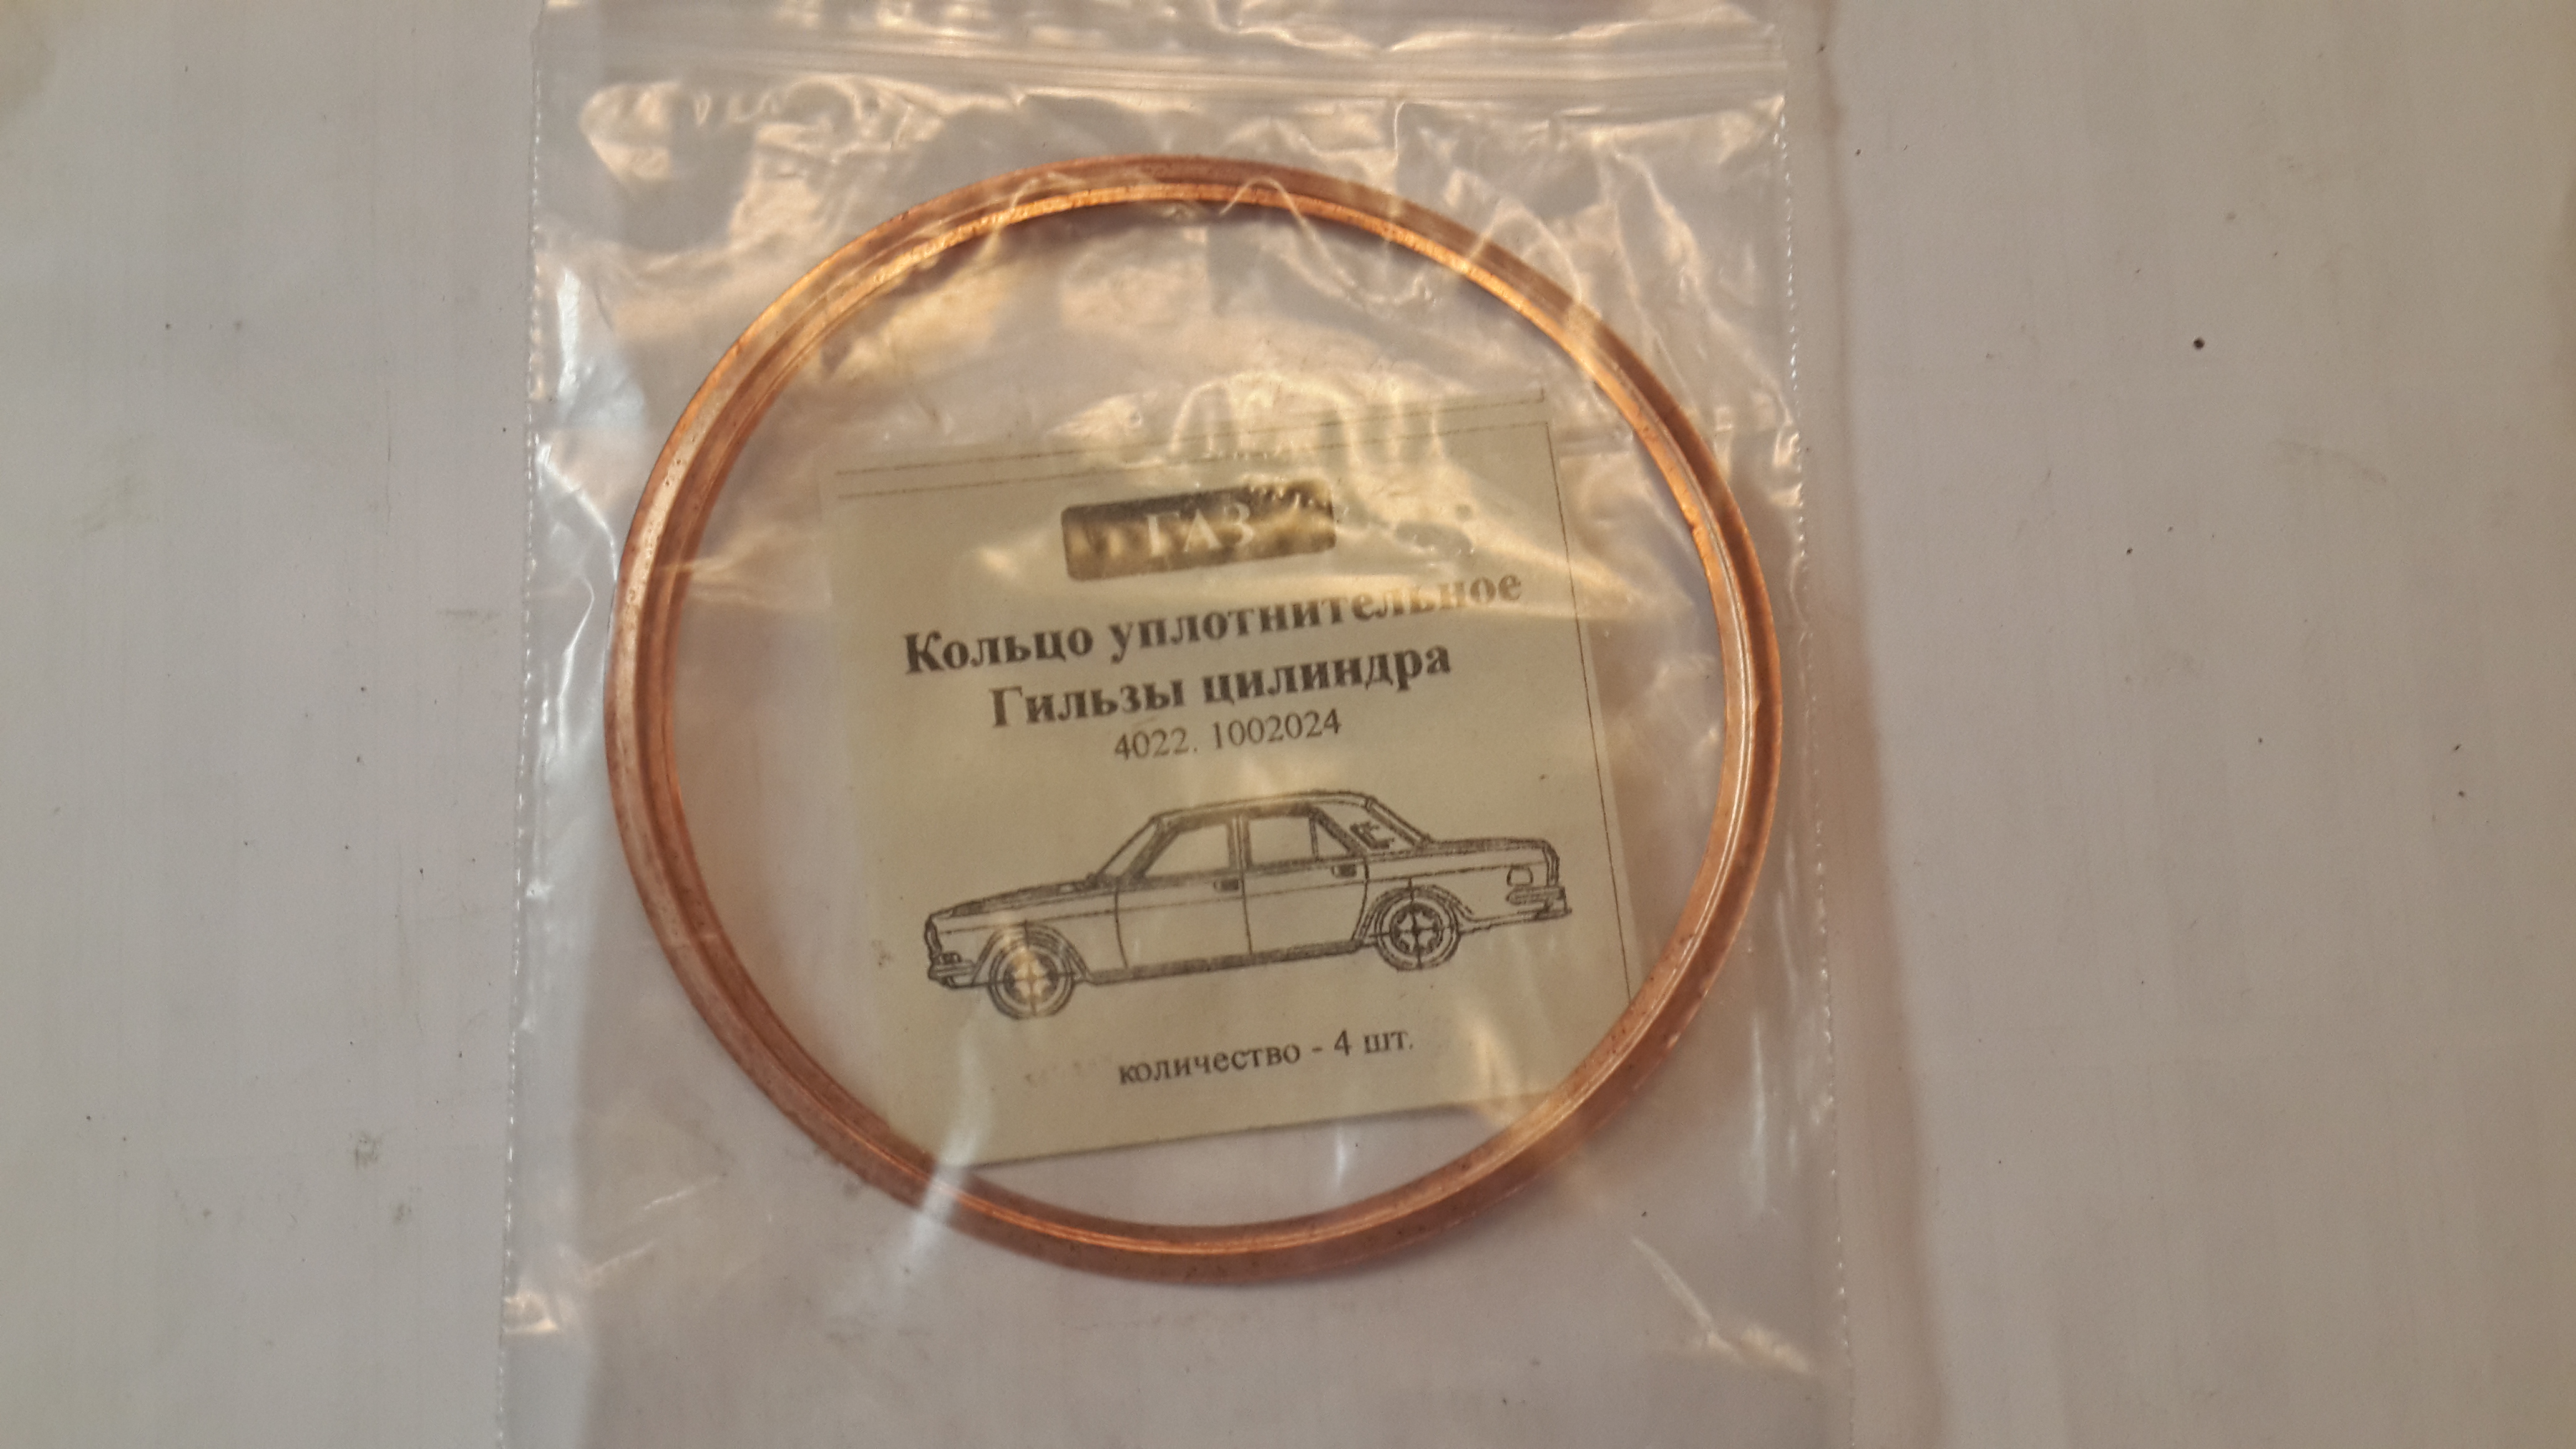 ГАЗ
Кольцо уплотнительное
Гильзы цилиндра
4022. 1002024
количество - 4 шт.